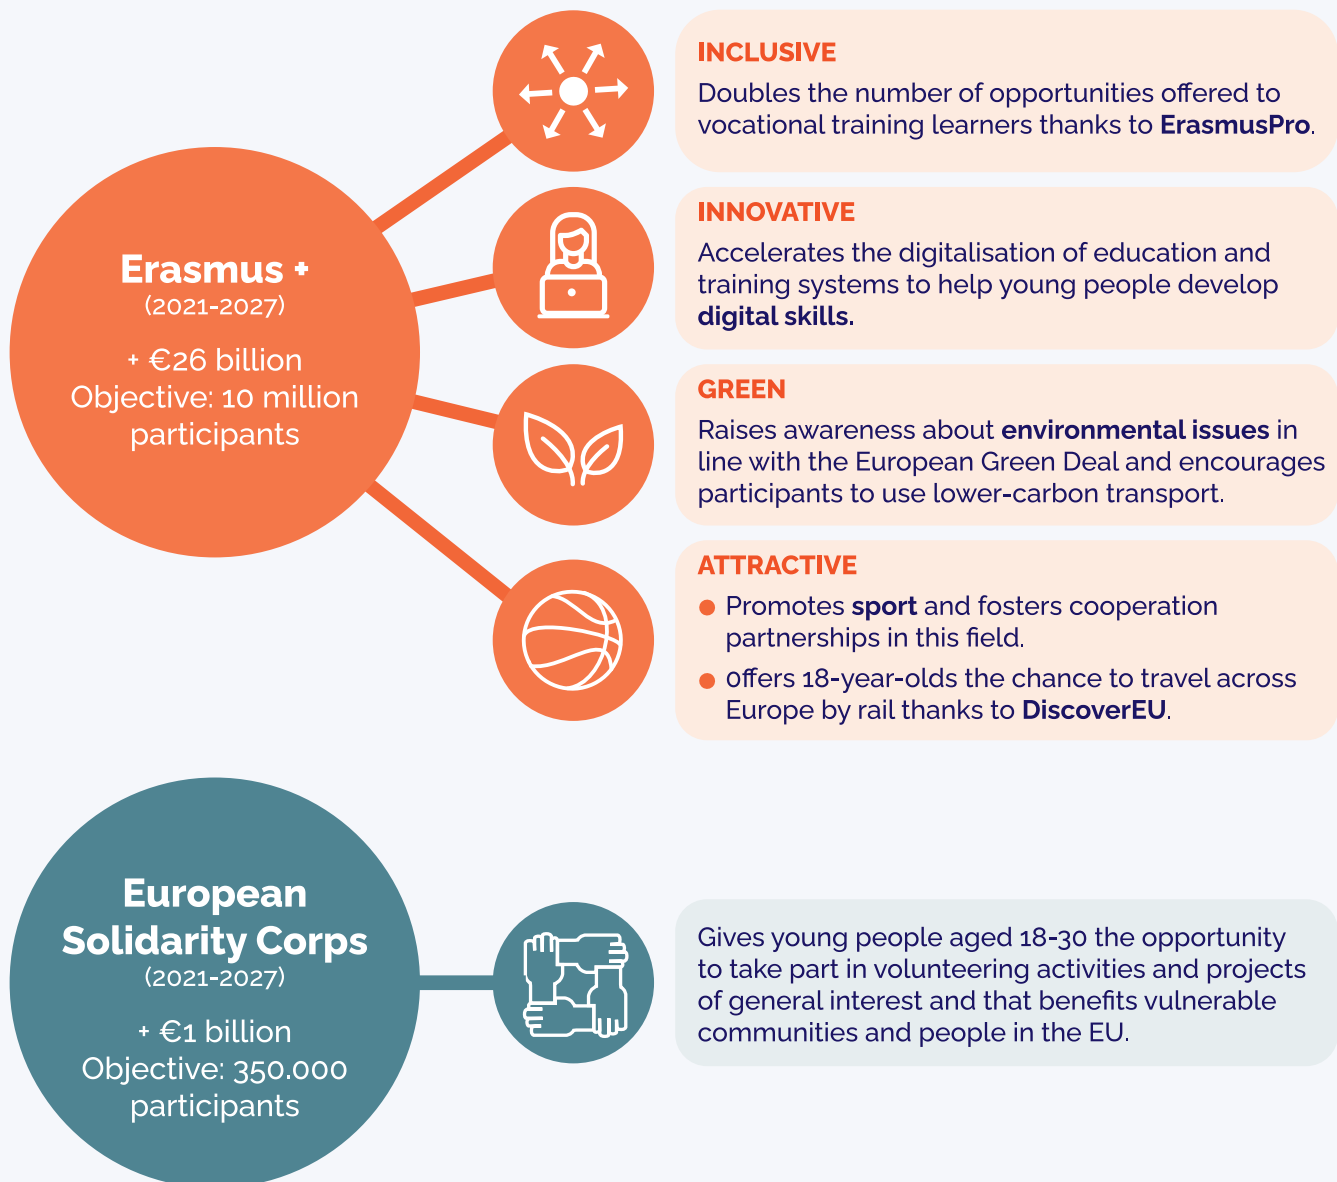 Erasmus +
(2021-2027)
+ €26 billion
Objective: 10 million
participants
INCLUSIVE
Doubles the number of opportunities offered to
vocational training learners thanks to ErasmusPro.
INNOVATIVE
Accelerates the digitalisation of education and
training systems to help young people develop
digital skills.
GREEN
Raises awareness about environmental issues in
line with the European Green Deal and encourages
participants to use lower-carbon transport.
ATTRACTIVE
● Promotes sport and fosters cooperation
partnerships in this field.
● offers 18-year-olds the chance to travel across
Europe by rail thanks to DiscoverEU.
European
Solidarity Corps
(2021-2027)
+ €1 billion
Objective: 350.000
participants
Gives young people aged 18-30 the opportunity
to take part in volunteering activities and projects
of general interest and that benefits vulnerable
communities and people in the EU.